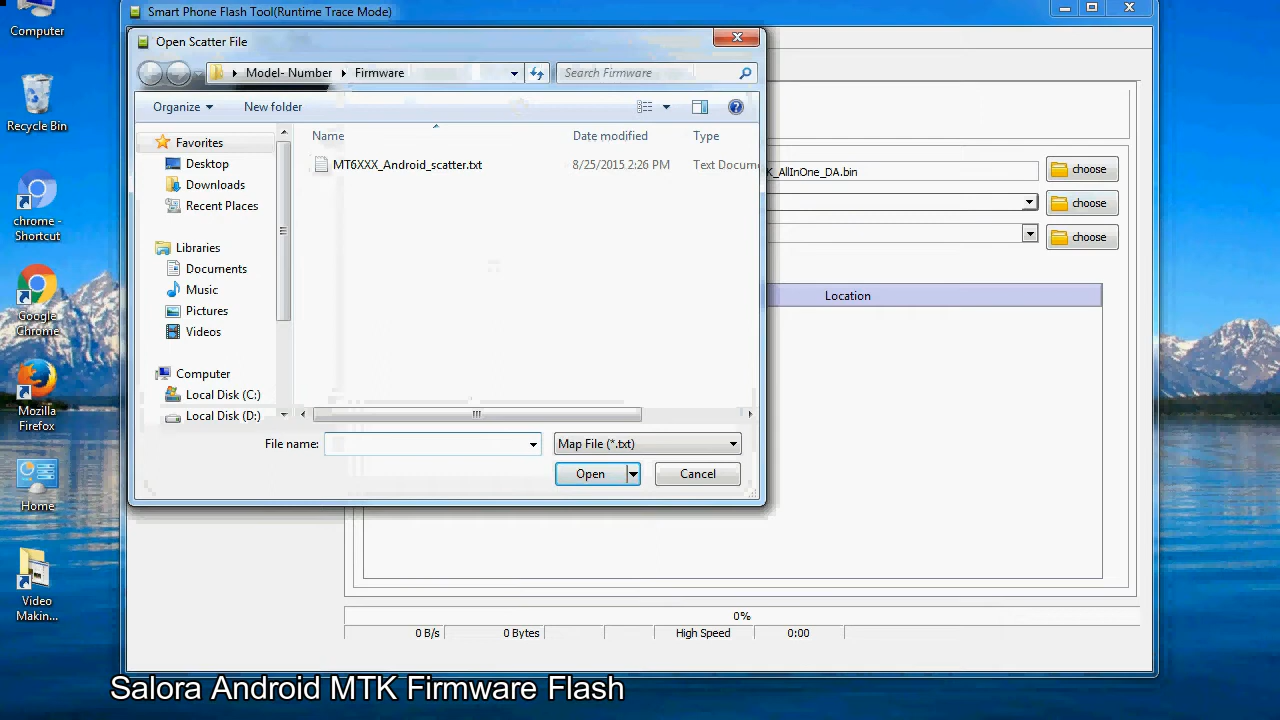 Smart Phone Flash Tool(Runtime Trace Mode)
Computer
Recycle Bin
chrome -
Shortcut
Google
Chrome
Mozilla
Firefox
Home
Video
Makin...
Open Scatter File
Model- Number
Firmware
Search Firmware
Organize
New folder
Name
Date modified
Type
MT6XXX_Android_scatter.txt
8/25/2015 2:26 PM
Text Docum
Favorites
Desktop
Downloads
Recent Places
Libraries
Documents
Music
Pictures
Videos
Computer
Local Disk (C:)
Local Disk (D:)
File name:
Map File (*.txt)
Open
Cancel
K_AllInOne_DA.bin
choose
choose
choose
Location
0%
0 B/s
0 Bytes
High Speed
0:00
Salora Android MTK Firmware Flash